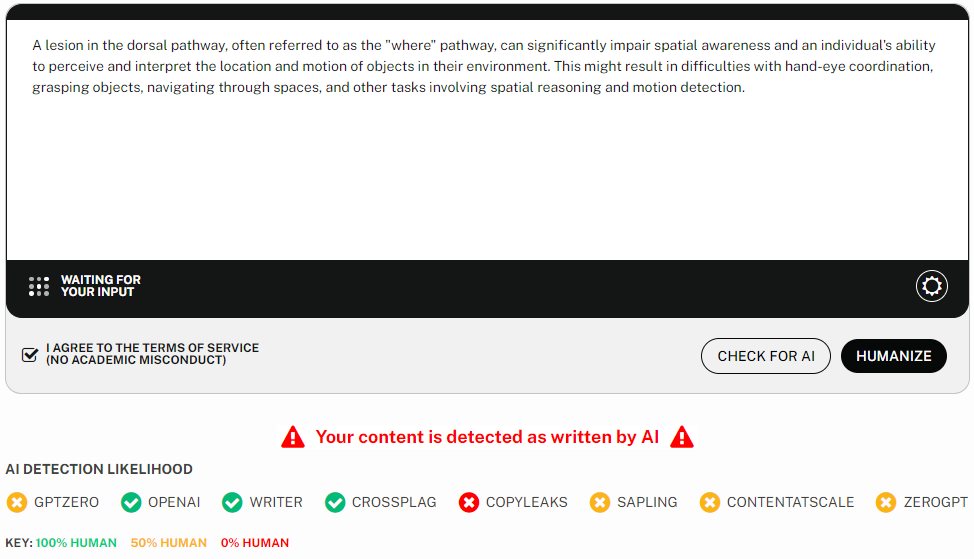 A lesion in the dorsal pathway, often referred to as the "where" pathway, can significantly impair spatial awareness and an individual's ability
to perceive and interpret the location and motion of objects in their environment. This might result in difficulties with hand-eye coordination,
grasping objects, navigating through spaces, and other tasks involving spatial reasoning and motion detection.
WAITING FOR
YOUR INPUT
I AGREE TO THE TERMS OF SERVICE
(NO ACADEMIC MISCONDUCT)
CHECK FOR AI
HUMANIZE
Your content is detected as written by AI
AI DETECTION LIKELIHOOD
GPTZERO OPENAI WRITER CROSSPLAG COPYLEAKS SAPLING CONTENTATSCALE ZEROGPT
KEY: 100% HUMAN 50% HUMAN 0% HUMAN